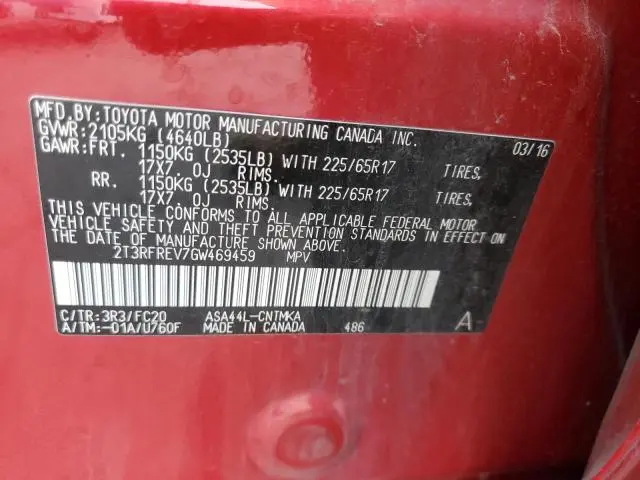 MFD.BY:TOYOTA MOTOR MANUFACTURING CANADA INC.
GVWR:2105KG (4640LB) 03/16
GAWR:FRT. 1150KG (2535LB) WITH 225/65R17 TIRES,
17X7.0J RIMS.
RR. 1150KG (2535LB) WITH 225/65R17 TIRES,
17X7.0J RIMS.
THIS VEHICLE CONFORMS TO ALL APPLICABLE FEDERAL MOTOR
VEHICLE SAFETY AND THEFT PREVENTION STANDARDS IN EFFECT ON
THE DATE OF MANUFACTURE SHOWN ABOVE.
2T3RFREV7GW469459 MPV
C/TR:3R3/FC20 ASA44L-CNTMKA
A/TM:-01A/U760F MADE IN CANADA 486 A